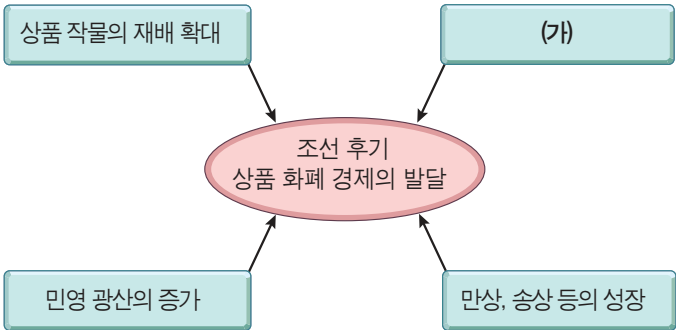 상품 작물의 재배 확대
(가)
조선 후기
상품 화폐 경제의 발달
민영 광산의 증가
만상, 송상 등의 성장